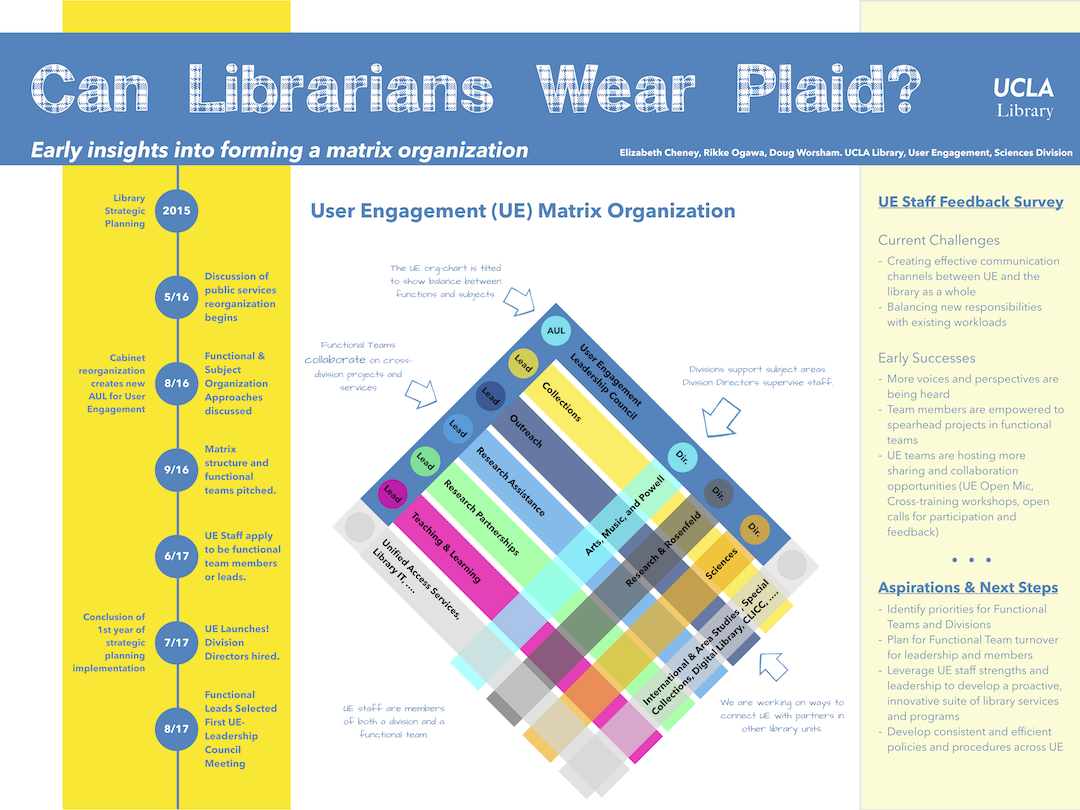 Can Librarians Wear Plaid?
UCLA
Library
Early insights into forming a matrix organization
Elizabeth Cheney, Rikke Ogawa, Doug Worsham. UCLA Library, User Engagement, Sciences Division
Library
Strategic
Planning
2015
5/16
Discussion of
public services
reorganization
begins
Cabinet
reorganization
creates new
AUL for User
Engagement
8/16
Functional &
Subject
Organization
Approaches
discussed
9/16
Matrix
structure and
functional
teams pitched.
6/17
UE Staff apply
to be functional
team members
or leads.
Conclusion of
1st year of
strategic
planning
implementation
7/17
UE Launches!
Division
Directors hired.
8/17
Functional
Leads Selected
First UE-
Leadership
Council
Meeting
User Engagement (UE) Matrix Organization
The UE org-chart is tilted
to show balance between
functions and subjects.
Functional Teams
collaborate on cross-
division projects and
services
Divisions support subject areas
Division Directors supervise staff.
AUL
User Engagement
Leadership Council
Lead
Collections
Lead
Outreach
Lead
Research Assistance
Lead
Research Partnerships
Lead
Teaching & Learning
Unified Access Services,
Library IT, ....
Dir.
Arts, Music, and Powell
Dir.
Research & Rosenfeld
Dir.
Sciences
International & Area Studies, Special
Collections, Digital Library, CLICC, ....
UE staff are members
of both a division and a
functional team.
We are working on ways to
connect UE with partners in
other library units.
UE Staff Feedback Survey
Current Challenges
- Creating effective communication
channels between UE and the
library as a whole
- Balancing new responsibilities
with existing workloads
Early Successes
- More voices and perspectives are
being heard
- Team members are empowered to
spearhead projects in functional
teams
- UE teams are hosting more
sharing and collaboration
opportunities (UE Open Mic,
Cross-training workshops, open
calls for participation and
feedback)
• • •
Aspirations & Next Steps
- Identify priorities for Functional
Teams and Divisions
- Plan for Functional Team turnover
for leadership and members
- Leverage UE staff strengths and
leadership to develop a proactive,
innovative suite of library services
and programs
- Develop consistent and efficient
policies and procedures across UE